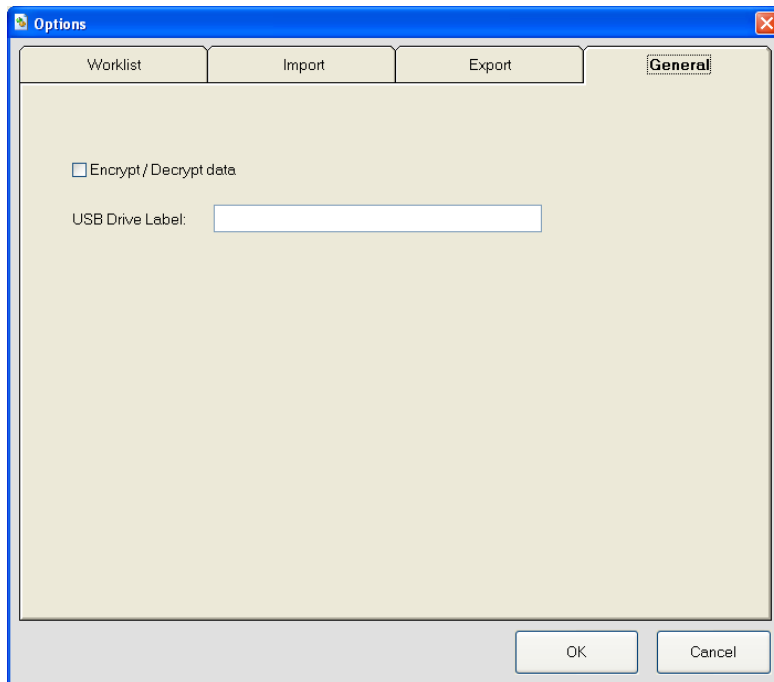 Options
Worklist Import Export General
Encrypt / Decrypt data
USB Drive Label:
OK Cancel